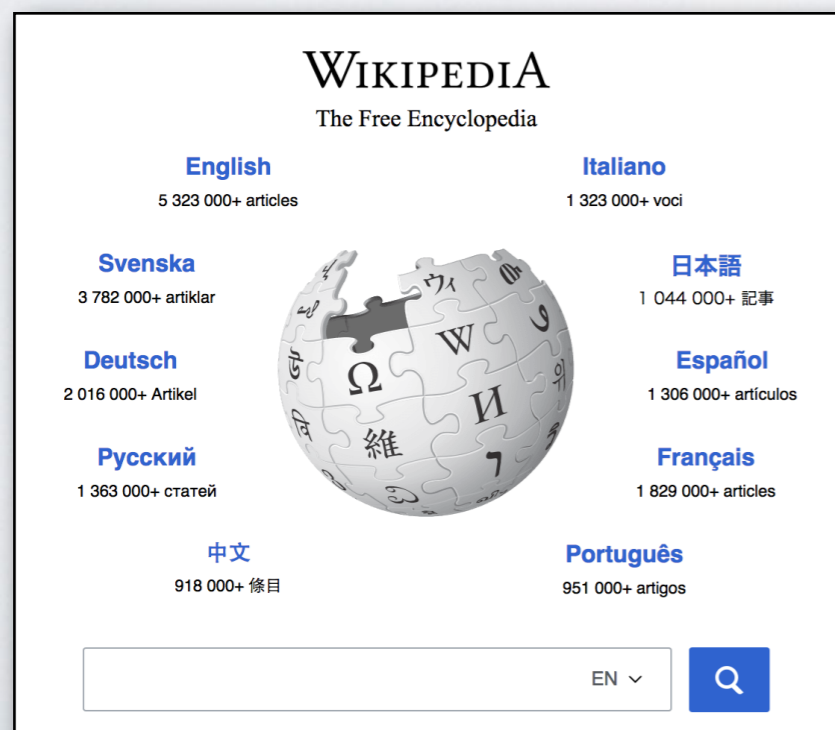 WIKIPEDIA
The Free Encyclopedia
English
5 323 000+ articles
Italiano
1 323 000+ voci
Svenska
3 782 000+ artiklar
日本語
1 044 000+ 記事
Deutsch
2 016 000+ Artikel
Español
1 306 000+ artículos
Русский
1 363 000+ статей
Français
1 829 000+ articles
中文
918 000+ 條目
Português
951 000+ artigos
ウィ
W
Ω
И
維
EN